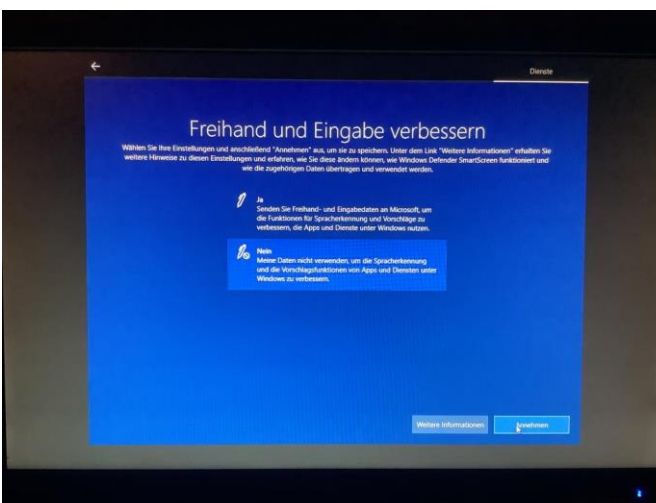 Dienste
Freihand und Eingabe verbessern
Wählen Sie Ihre Einstellungen und anschließend "Annehmen" aus, um sie zu speichern. Unter dem Link "Weitere Informationen" erhalten Sie
weitere Hinweise zu diesen Einstellungen und erfahren, wie Sie diese ändern können, wie Windows Defender SmartScreen funktioniert und
wie die zugehörigen Daten übertragen und verwendet werden.
Ja
Senden Sie Freihand- und Eingabedaten an Microsoft, um
die Funktionen für Spracherkennung und Vorschläge zu
verbessern, die Apps und Dienste unter Windows nutzen.
Nein
Meine Daten nicht verwenden, um die Spracherkennung
und die Vorschlagsfunktionen von Apps und Diensten unter
Windows zu verbessern.
Weitere Informationen
Annehmen